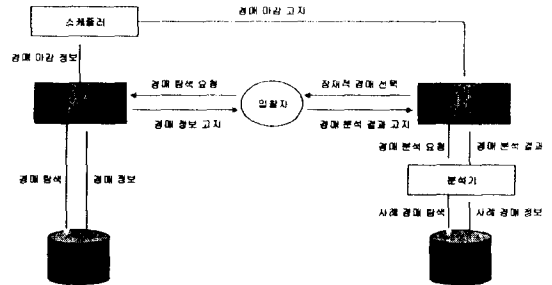 경매 마감 고지
스케쥴러
경매 마감 정보
경매 탐색 요청
잠재적 경매 선택
입찰자
경매 정보 고지
경매 분석 결과 고지
경매 분석 요청
경매 분석 결과
경매 탐색
경매 정보
분석기
사례 경매 탐색
사례 경매 정보